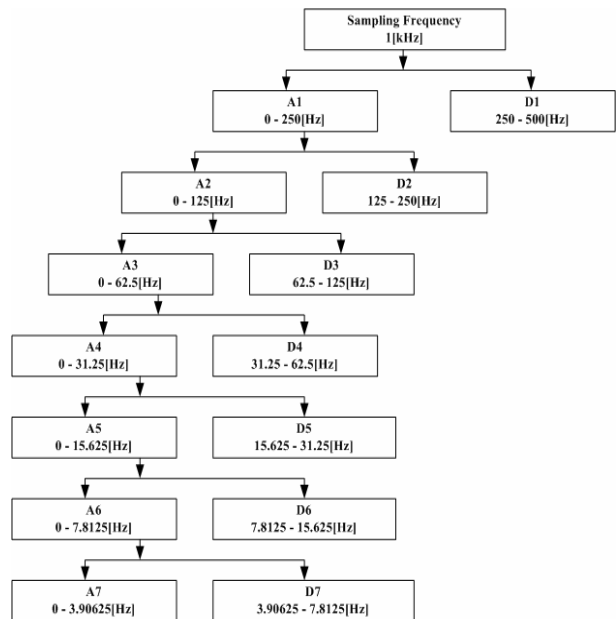 Sampling Frequency
1[kHz]
A1
0 - 250[Hz]
D1
250 - 500[Hz]
A2
0 - 125[Hz]
D2
125 - 250[Hz]
A3
0 - 62.5[Hz]
D3
62.5 - 125[Hz]
A4
0 - 31.25[Hz]
D4
31.25 - 62.5[Hz]
A5
0 - 15.625[Hz]
D5
15.625 - 31.25[Hz]
A6
0 - 7.8125[Hz]
D6
7.8125 - 15.625[Hz]
A7
0 - 3.90625[Hz]
D7
3.90625 - 7.8125[Hz]